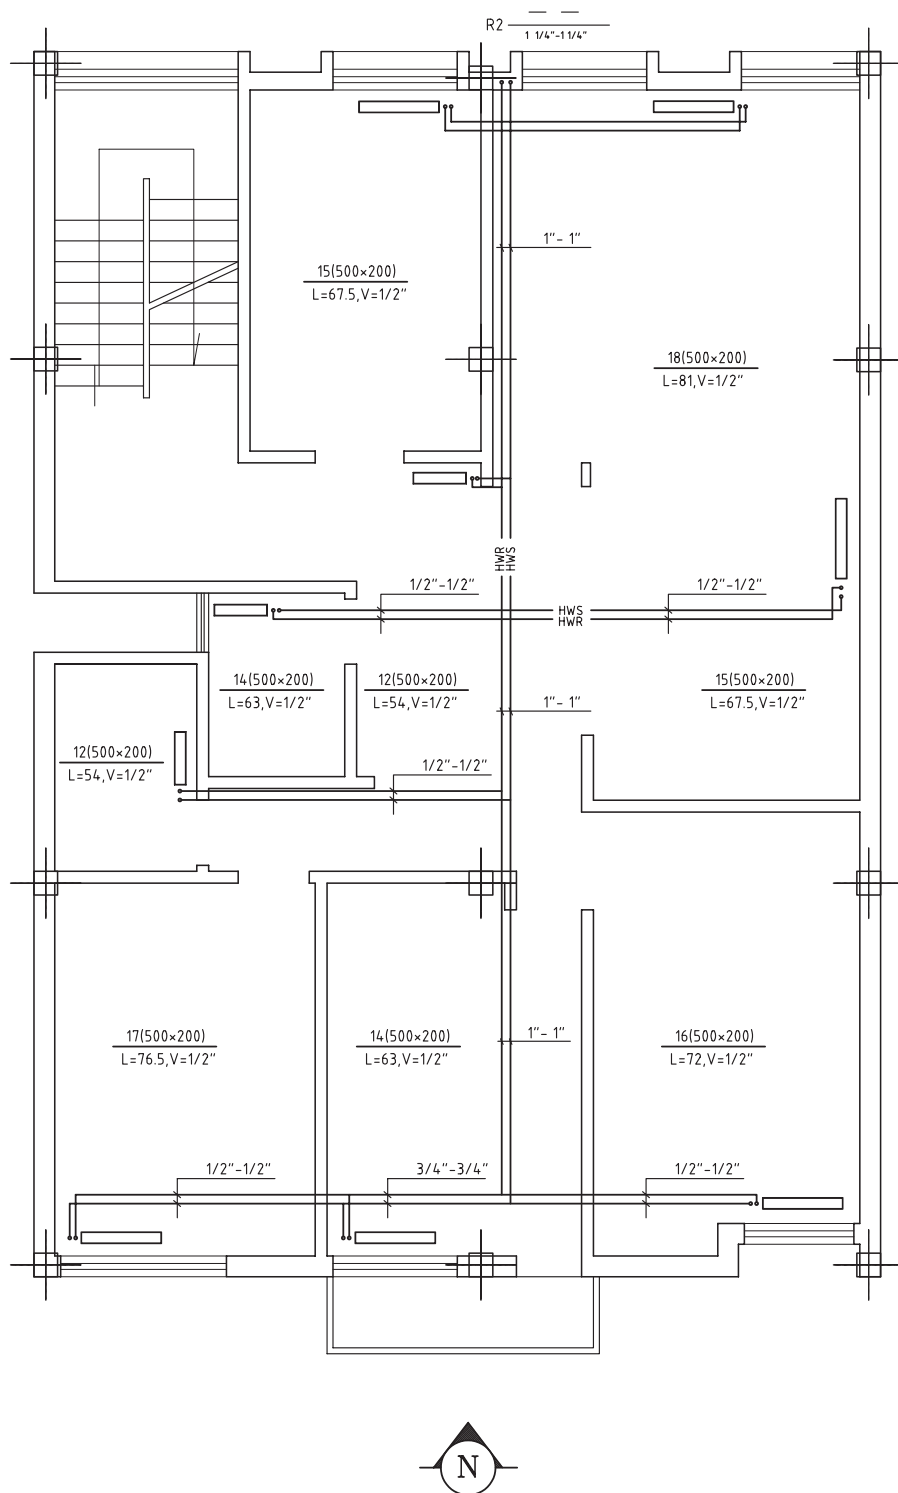 R2
1 1/4"-1 1/4"
1"- 1"
15(500×200)
L=67.5,V=1/2"
18(500×200)
L=81,V=1/2"
HWR
HWS
1/2"-1/2"
1/2"-1/2"
HWS
HWR
14(500×200)
L=63,V=1/2"
12(500×200)
L=54,V=1/2"
15(500×200)
L=67.5,V=1/2"
1"- 1"
12(500×200)
L=54,V=1/2"
1/2"-1/2"
17(500×200)
L=76.5,V=1/2"
14(500×200)
L=63,V=1/2"
1"- 1"
16(500×200)
L=72,V=1/2"
1/2"-1/2"
3/4"-3/4"
1/2"-1/2"
N